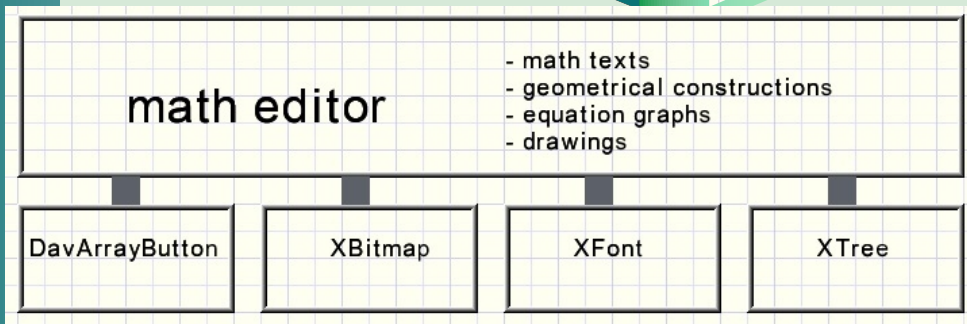 math editor
- math texts
- geometrical constructions
- equation graphs
- drawings
DavArrayButton
XBitmap
XFont
XTree